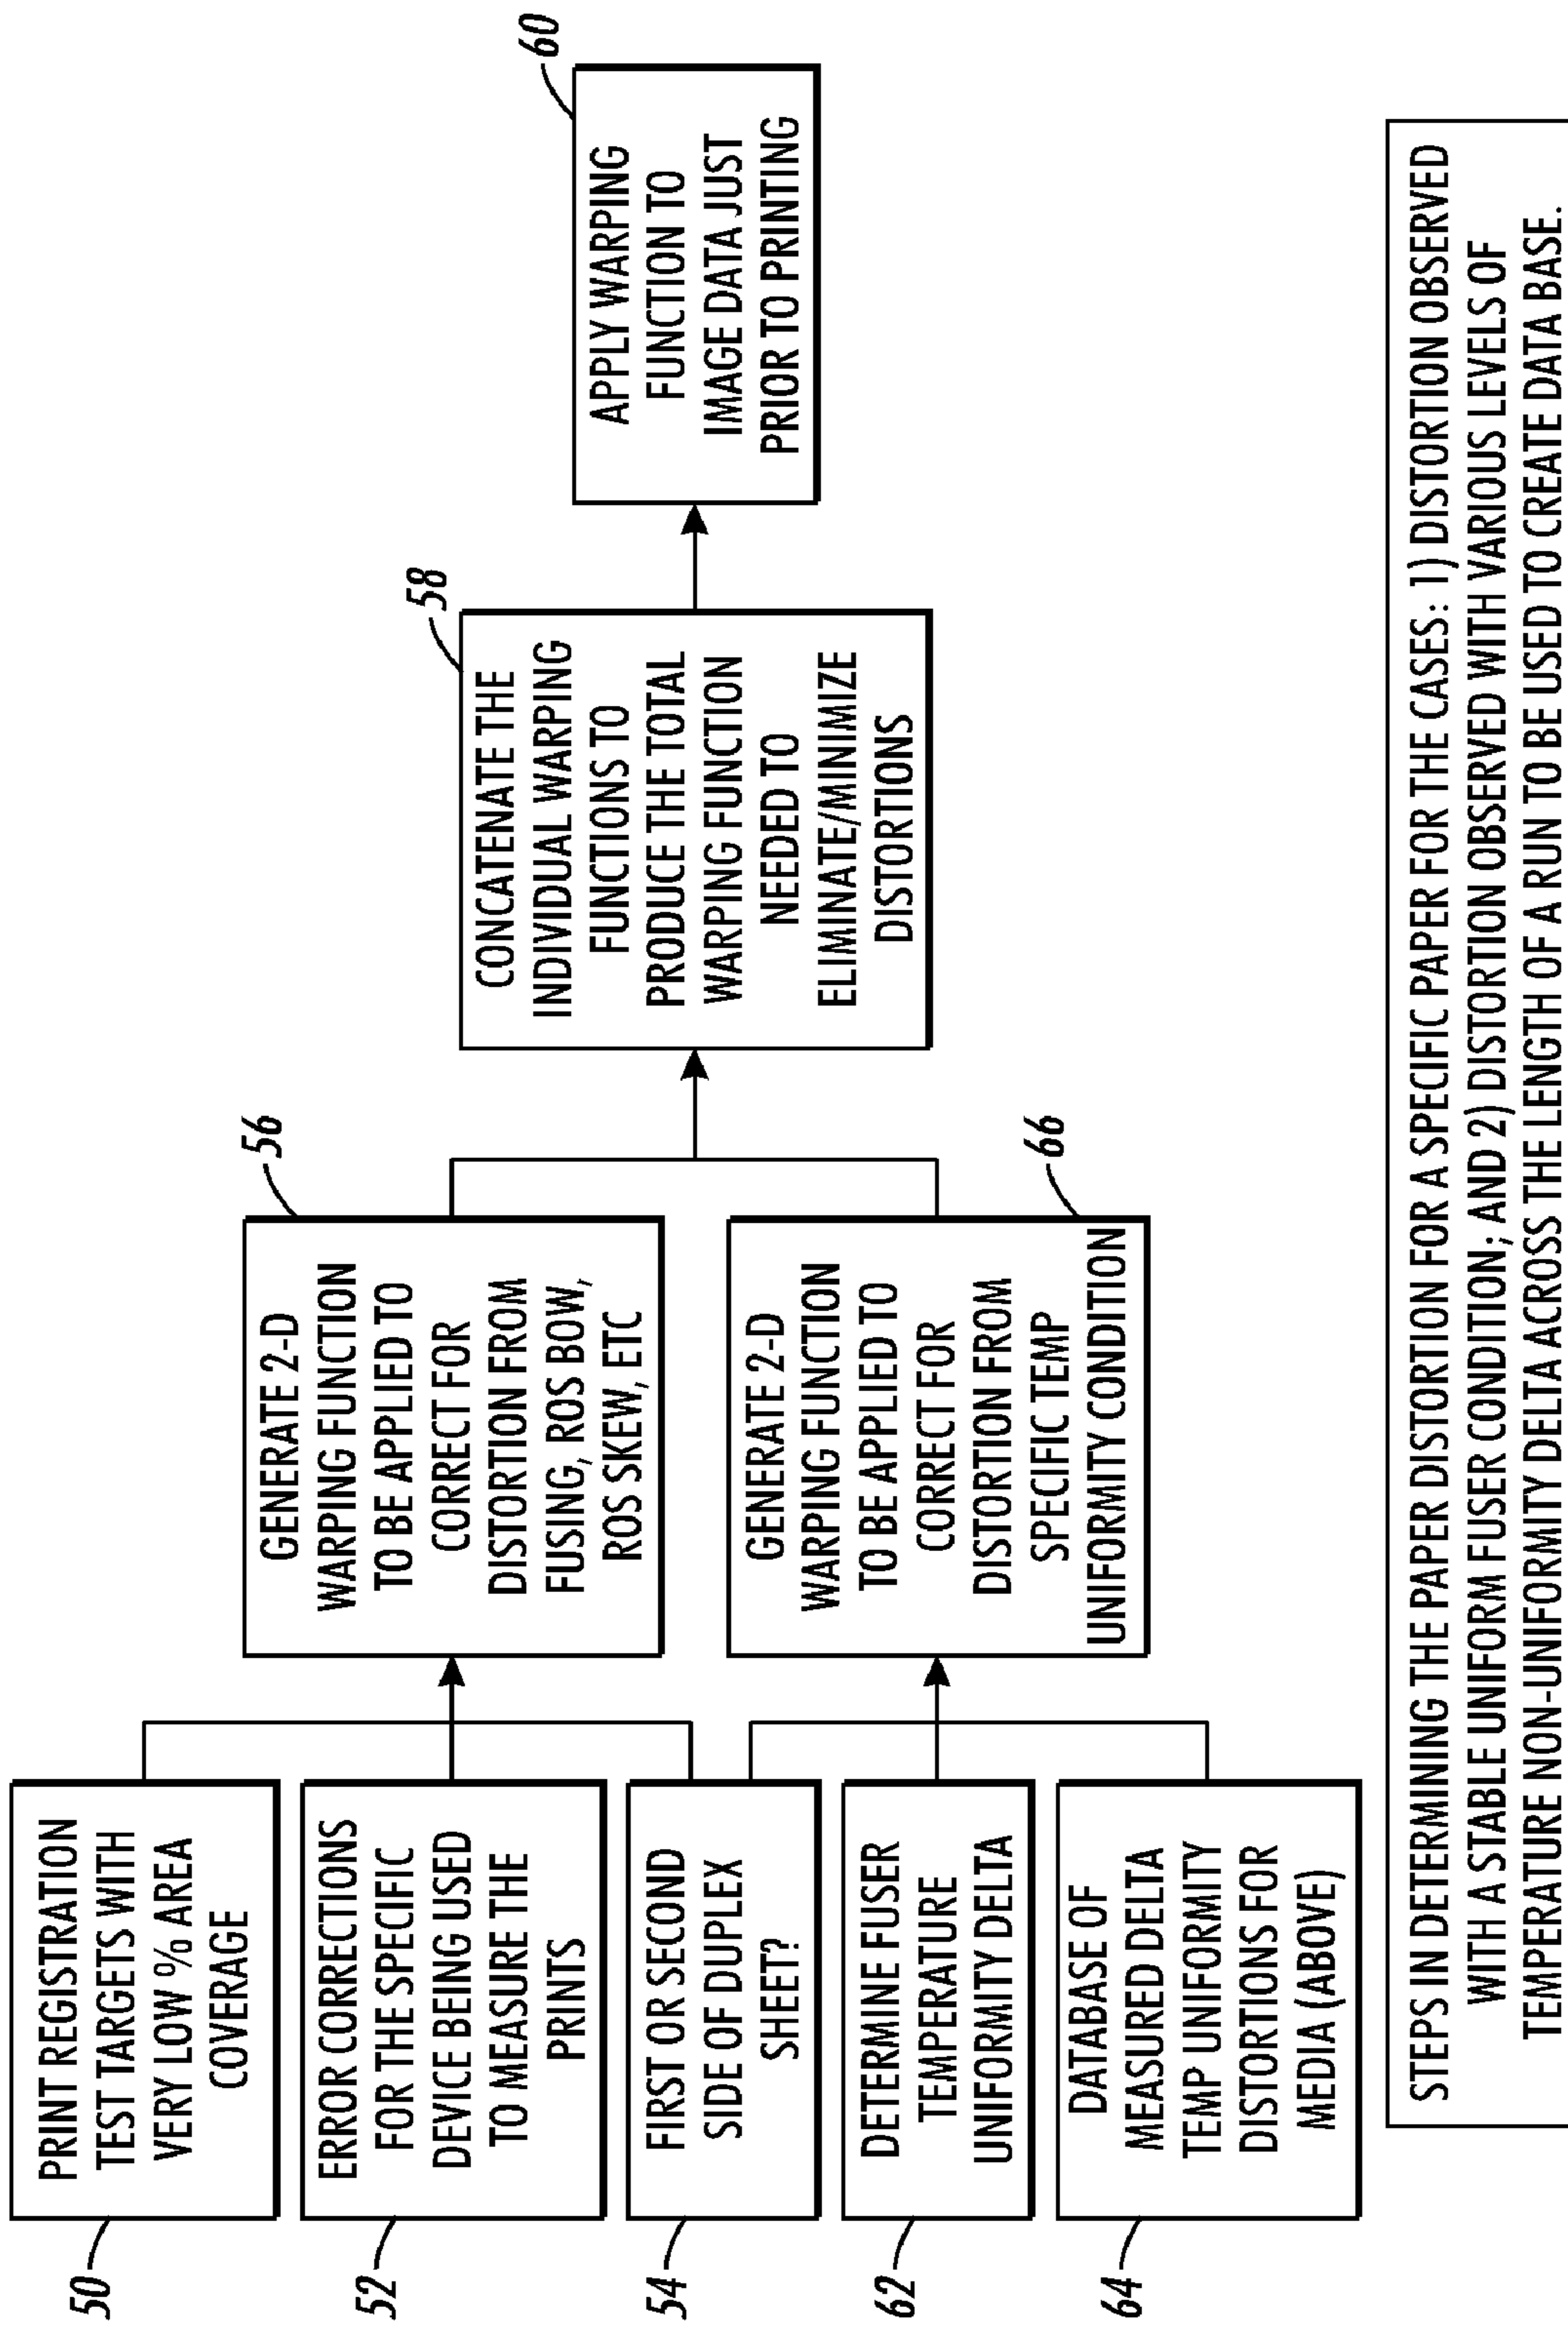 50
PRINT REGISTRATION
TEST TARGETS WITH
VERY LOW % AREA
COVERAGE
52
ERROR CORRECTIONS
FOR THE SPECIFIC
DEVICE BEING USED
TO MEASURE THE
PRINTS
54
FIRST OR SECOND
SIDE OF DUPLEX
SHEET?
62
DETERMINE FUSER
TEMPERATURE
UNIFORMITY DELTA
64
DATABASE OF
MEASURED DELTA
TEMP UNIFORMITY
DISTORTIONS FOR
MEDIA (ABOVE)
56
GENERATE 2-D
WARPING FUNCTION
TO BE APPLIED TO
CORRECT FOR
DISTORTION FROM
FUSING, ROS BOW,
ROS SKEW, ETC
66
GENERATE 2-D
WARPING FUNCTION
TO BE APPLIED TO
CORRECT FOR
DISTORTION FROM
SPECIFIC TEMP
UNIFORMITY CONDITION
58
CONCATENATE THE
INDIVIDUAL WARPING
FUNCTIONS TO
PRODUCE THE TOTAL
WARPING FUNCTION
NEEDED TO
ELIMINATE/MINIMIZE
DISTORTIONS
60
APPLY WARPING
FUNCTION TO
IMAGE DATA JUST
PRIOR TO PRINTING
STEPS IN DETERMINING THE PAPER DISTORTION FOR A SPECIFIC PAPER FOR THE CASES: 1) DISTORTION OBSERVED
WITH A STABLE UNIFORM FUSER CONDITION; AND 2) DISTORTION OBSERVED WITH VARIOUS LEVELS OF
TEMPERATURE NON-UNIFORMITY DELTA ACROSS THE LENGTH OF A RUN TO BE USED TO CREATE DATA BASE.